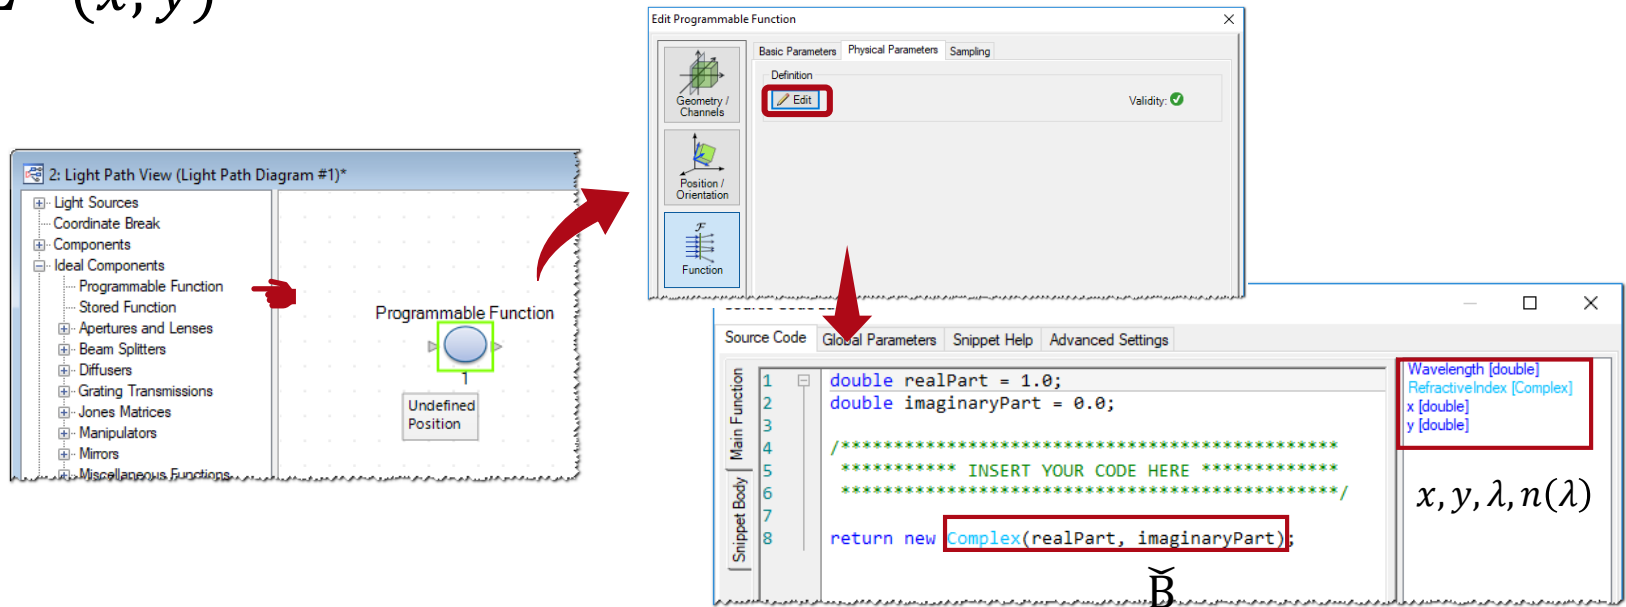 (x, y)
Edit Programmable Function
Basic Parameters Physical Parameters Sampling
Definition
Edit
Validity:
Geometry /
Channels
Position /
Orientation
ℱ
Function
2: Light Path View (Light Path Diagram #1)*
Light Sources
Coordinate Break
Components
Ideal Components
Programmable Function
Stored Function
Apertures and Lenses
Beam Splitters
Diffusers
Grating Transmissions
Jones Matrices
Manipulators
Mirrors
Miscellaneous Functions
Programmable Function
1
Undefined
Position
Source Code Global Parameters Snippet Help Advanced Settings
Main Function
Snippet Body
1 double realPart = 1.0;
2 double imaginaryPart = 0.0;
3
4 /***********************************************
5 *********** INSERT YOUR CODE HERE *************
6 ***********************************************/
7
8 return new Complex(realPart, imaginaryPart);
B̌
Wavelength [double]
RefractiveIndex [Complex]
x [double]
y [double]
x, y, λ, n(λ)